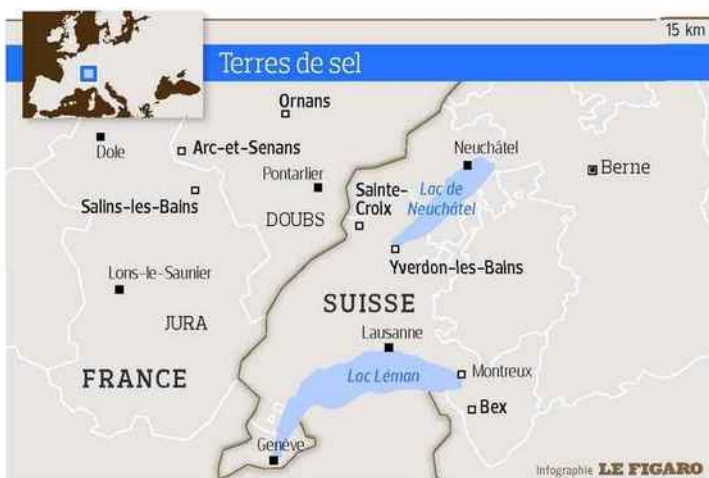 15 km
Terres de sel
Ornans
Dole
Arc-et-Senans
Neuchâtel
Berne
Pontarlier
Sainte-
Croix
Lac de
Neuchâtel
Salins-les-Bains
DOUBS
Yverdon-les-Bains
Lons-le-Saunier
SUISSE
JURA
Lausanne
FRANCE
Lac Léman
Montreux
Bex
Genève
Infographie LE FIGARO